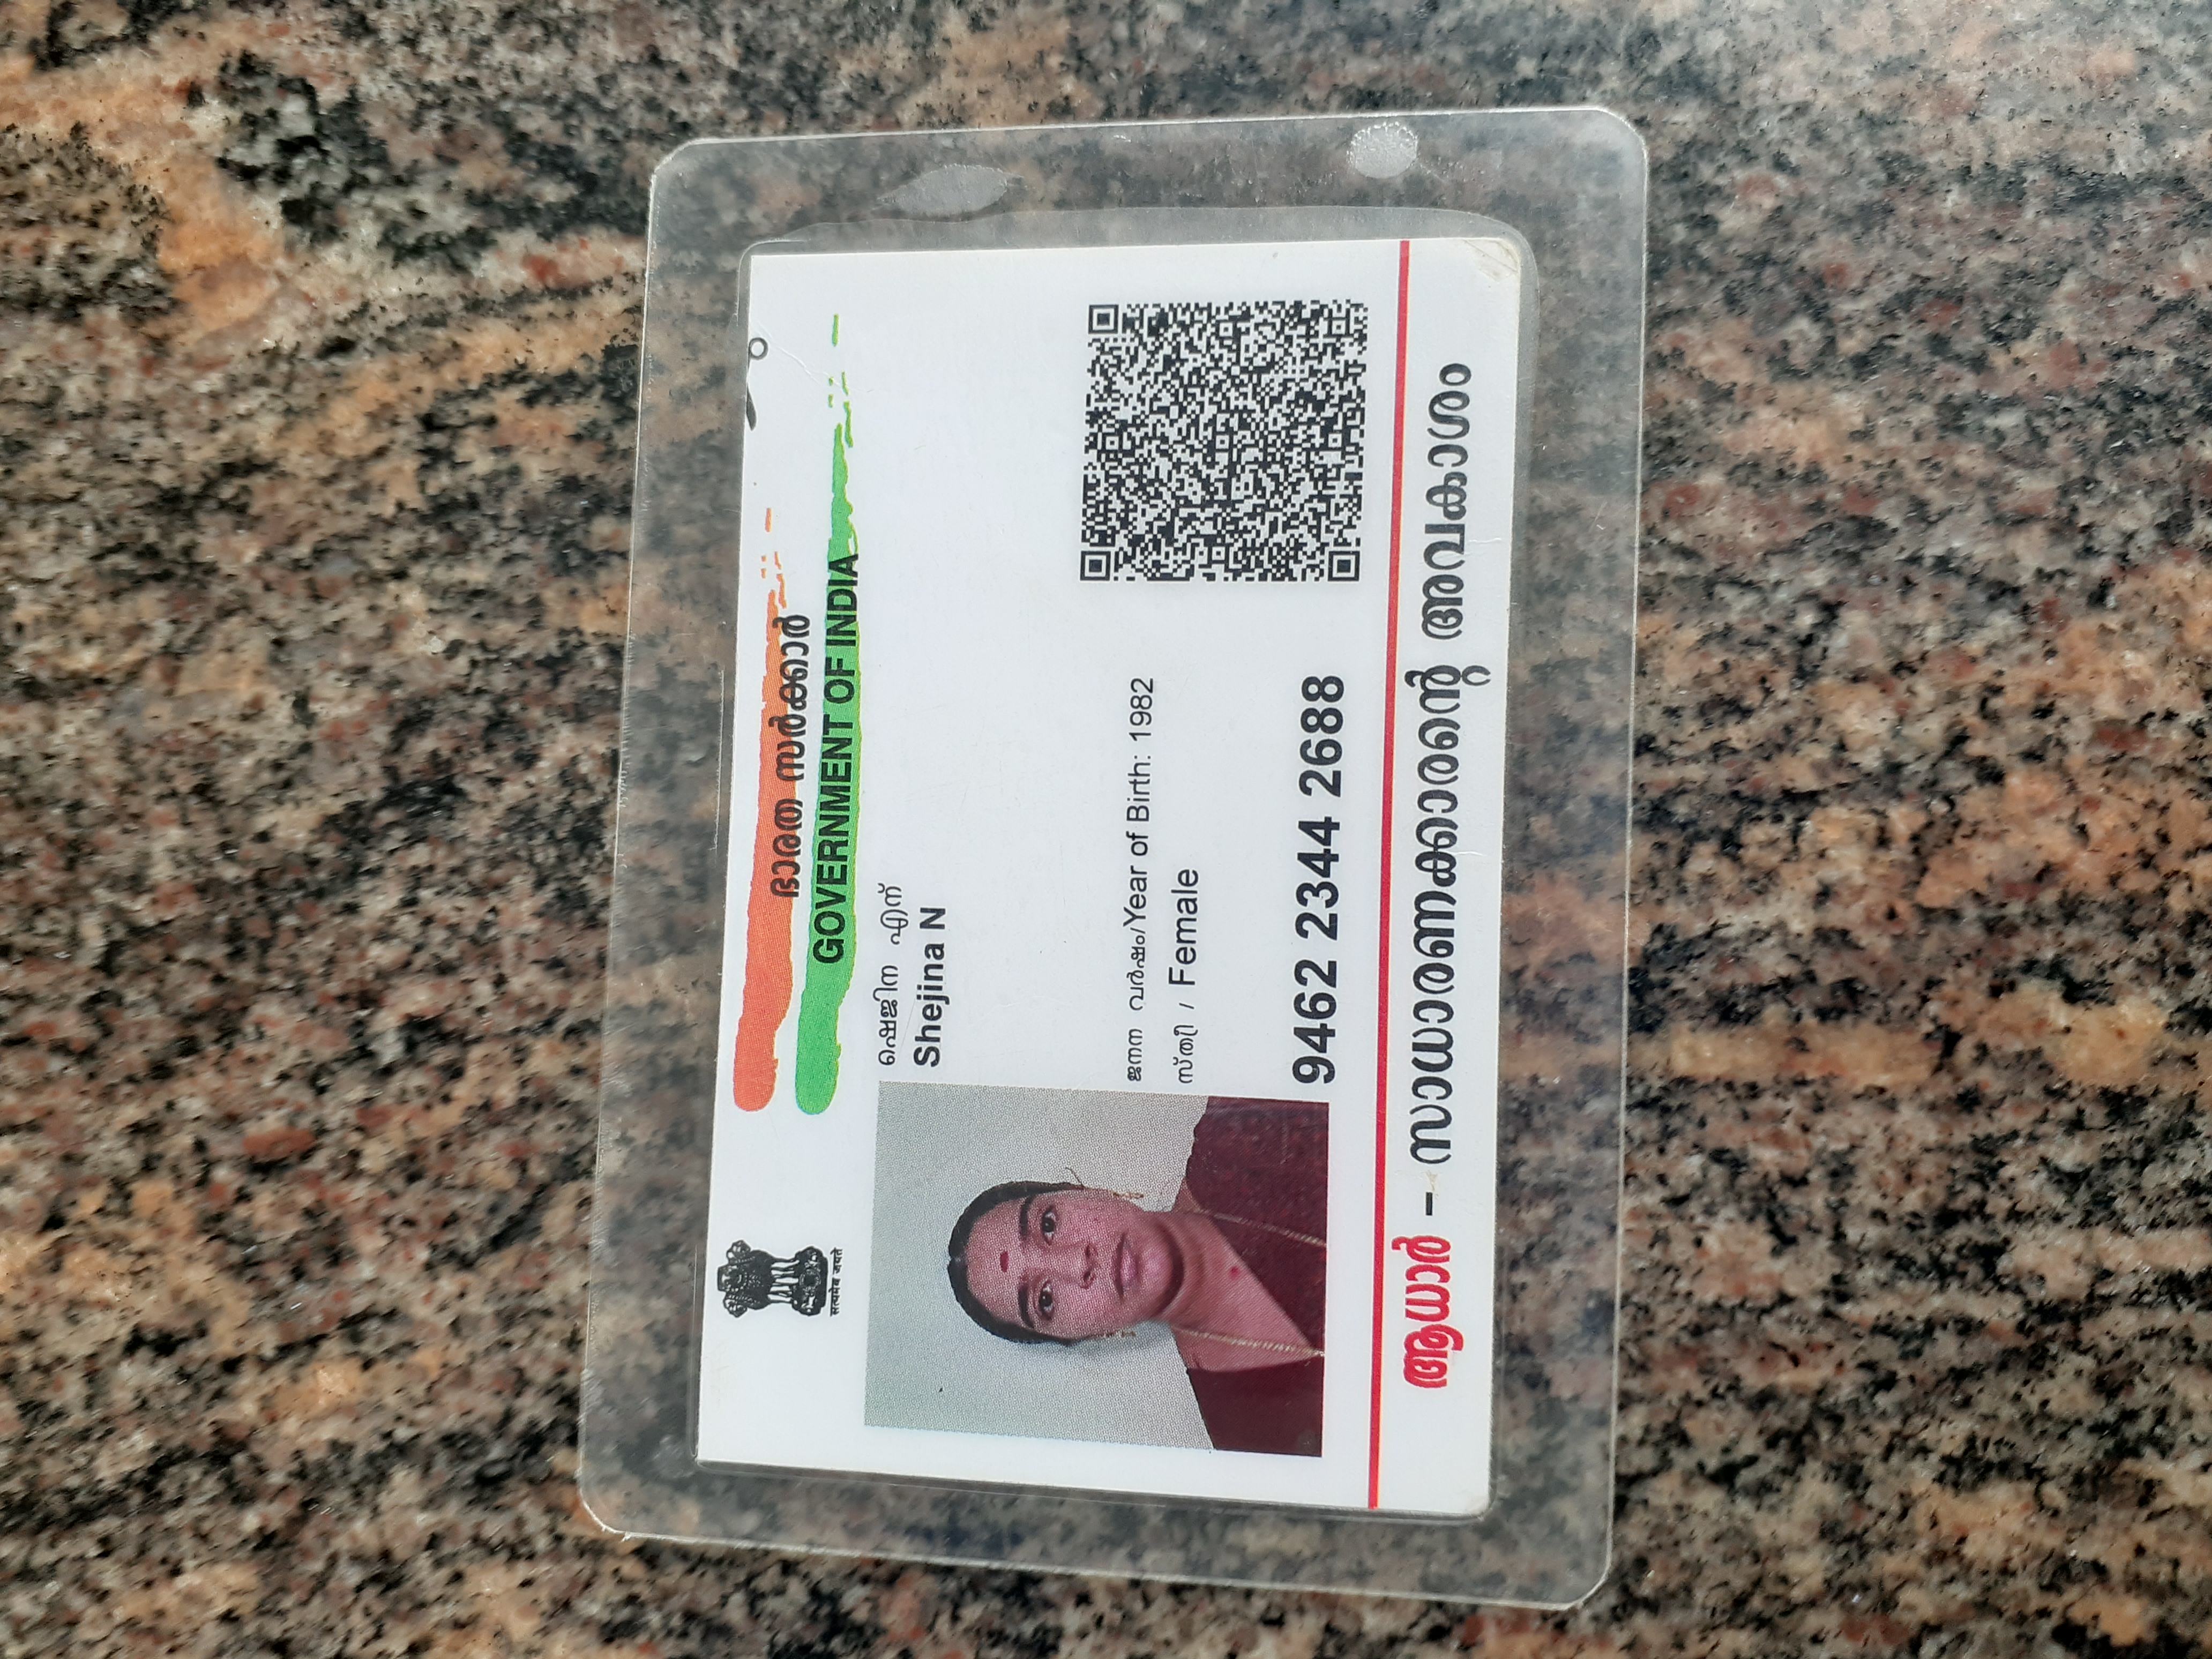 सत्यमेव जयते
ഭാരത സർക്കാർ
GOVERNMENT OF INDIA
ഷെജിന എന്
Shejina N
ജനന വർഷം/Year of Birth: 1982
സ്ത്രീ / Female
9462 2344 2688
ആധാർ - സാധാരണക്കാരന്റെ അവകാശം